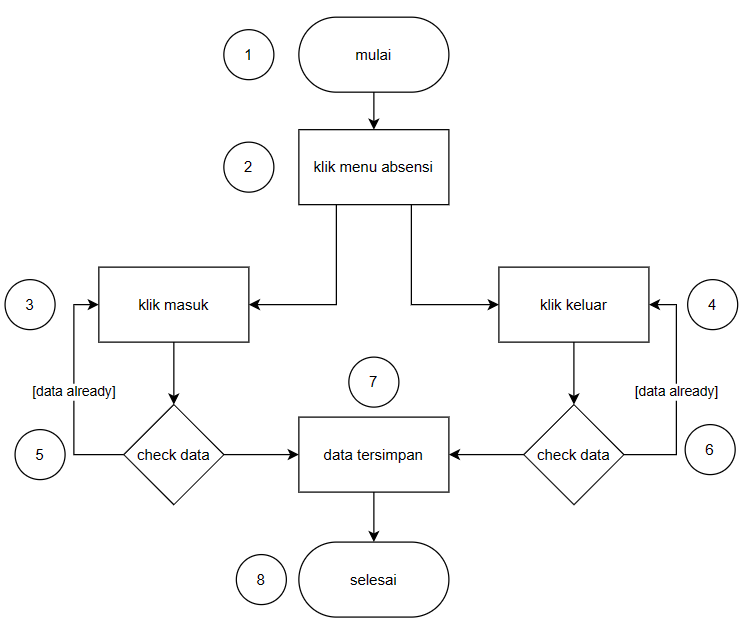 1
mulai
2
klik menu absensi
3
klik masuk
klik keluar
4
7
[data already]
[data already]
5
check data
data tersimpan
check data
6
8
selesai